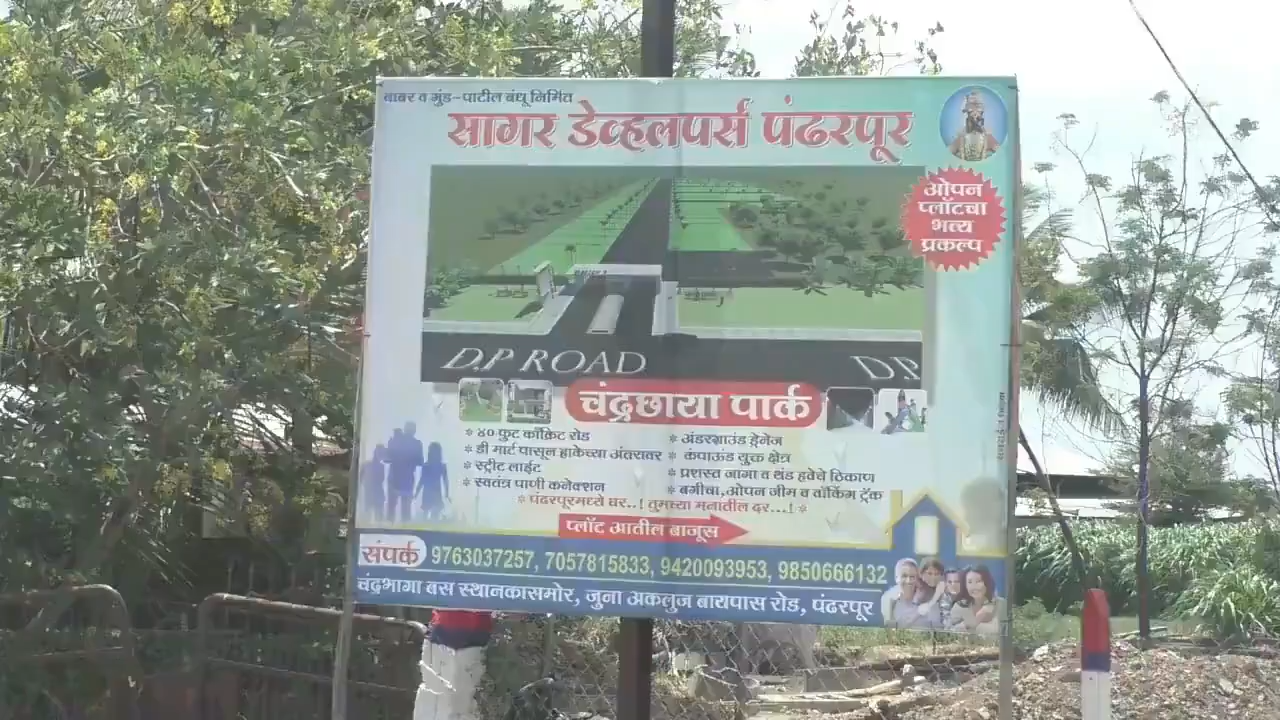 बाबर व गुंड-पाटील बंधू निर्मित
सागर डेव्हलपर्स पंढरपूर
ओपन
प्लॉटचा
भव्य
प्रकल्प
D.P ROAD
D.P
चंद्रछाया पार्क
* ४० फुट काँक्रिट रोड
* डी मार्ट पासून हाकेच्या अंतरावर
* स्ट्रीट लाईट
* स्वतंत्र पाणी कनेक्शन
* अंडरग्राउंड ड्रेनेज
* कंपाऊंड युक्त क्षेत्र
* प्रशस्त जागा व थंड हवेचे ठिकाण
* बगीचा,ओपन जीम व वॉकिंग ट्रॅक
* पंढरपूरमध्ये घर..! तुमच्या मनातील दर...! *
प्लॉट आतील बाजूस
संपर्क 9763037257, 7057815833, 9420093953, 9850666132
चंद्रभागा बस स्थानकासमोर, जुना अकलुज बायपास रोड, पंढरपूर